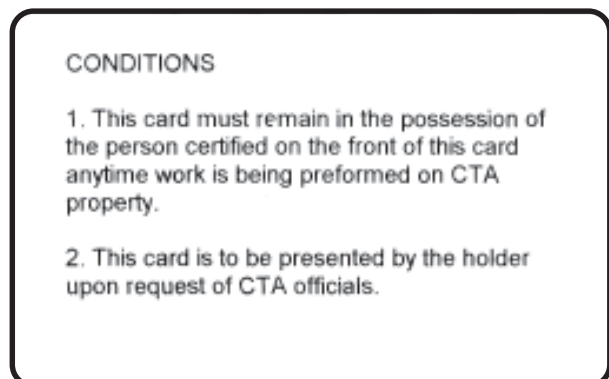 CONDITIONS
1. This card must remain in the possession of
the person certified on the front of this card
anytime work is being preformed on CTA
property.
2. This card is to be presented by the holder
upon request of CTA officials.